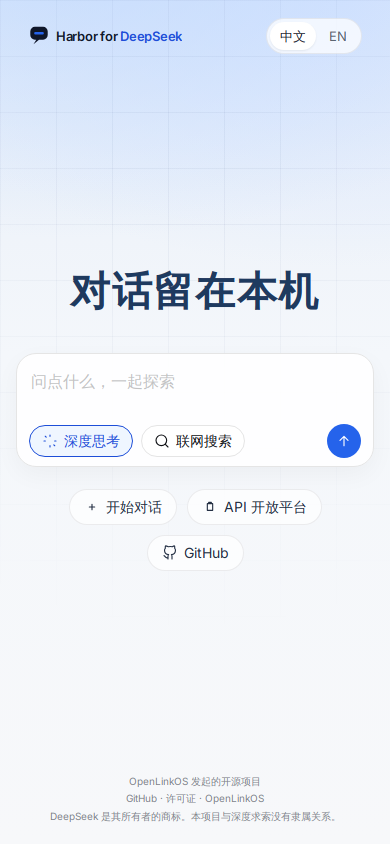 Harbor for DeepSeek
中文 EN
对话留在本机
问点什么，一起探索
深度思考 联网搜索
开始对话 API 开放平台
GitHub
OpenLinkOS 发起的开源项目
GitHub · 许可证 · OpenLinkOS
DeepSeek 是其所有者的商标。本项目与深度求索没有隶属关系。